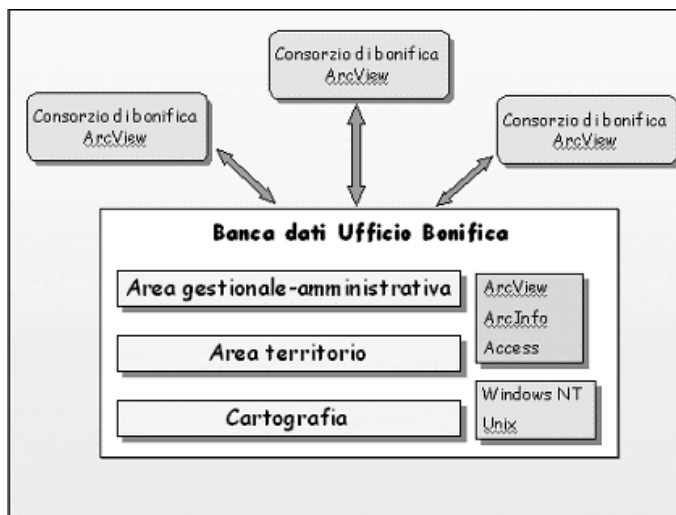 Consorzio di bonifica
ArcView
Consorzio di bonifica
ArcView
Consorzio di bonifica
ArcView
Banca dati Ufficio Bonifica
Area gestionale-amministrativa
Area territorio
Cartografia
ArcView
ArcInfo
Access
Windows NT
Unix